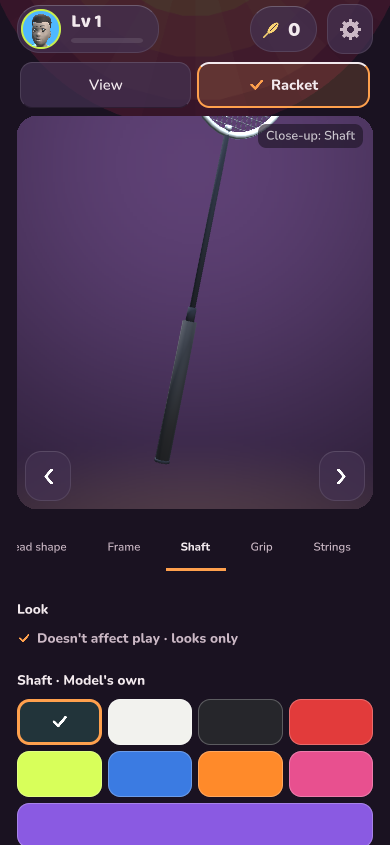 Lv 1
0
View
Racket
Close-up: Shaft
ead shape
Frame
Shaft
Grip
Strings
Look
Doesn't affect play · looks only
Shaft · Model's own